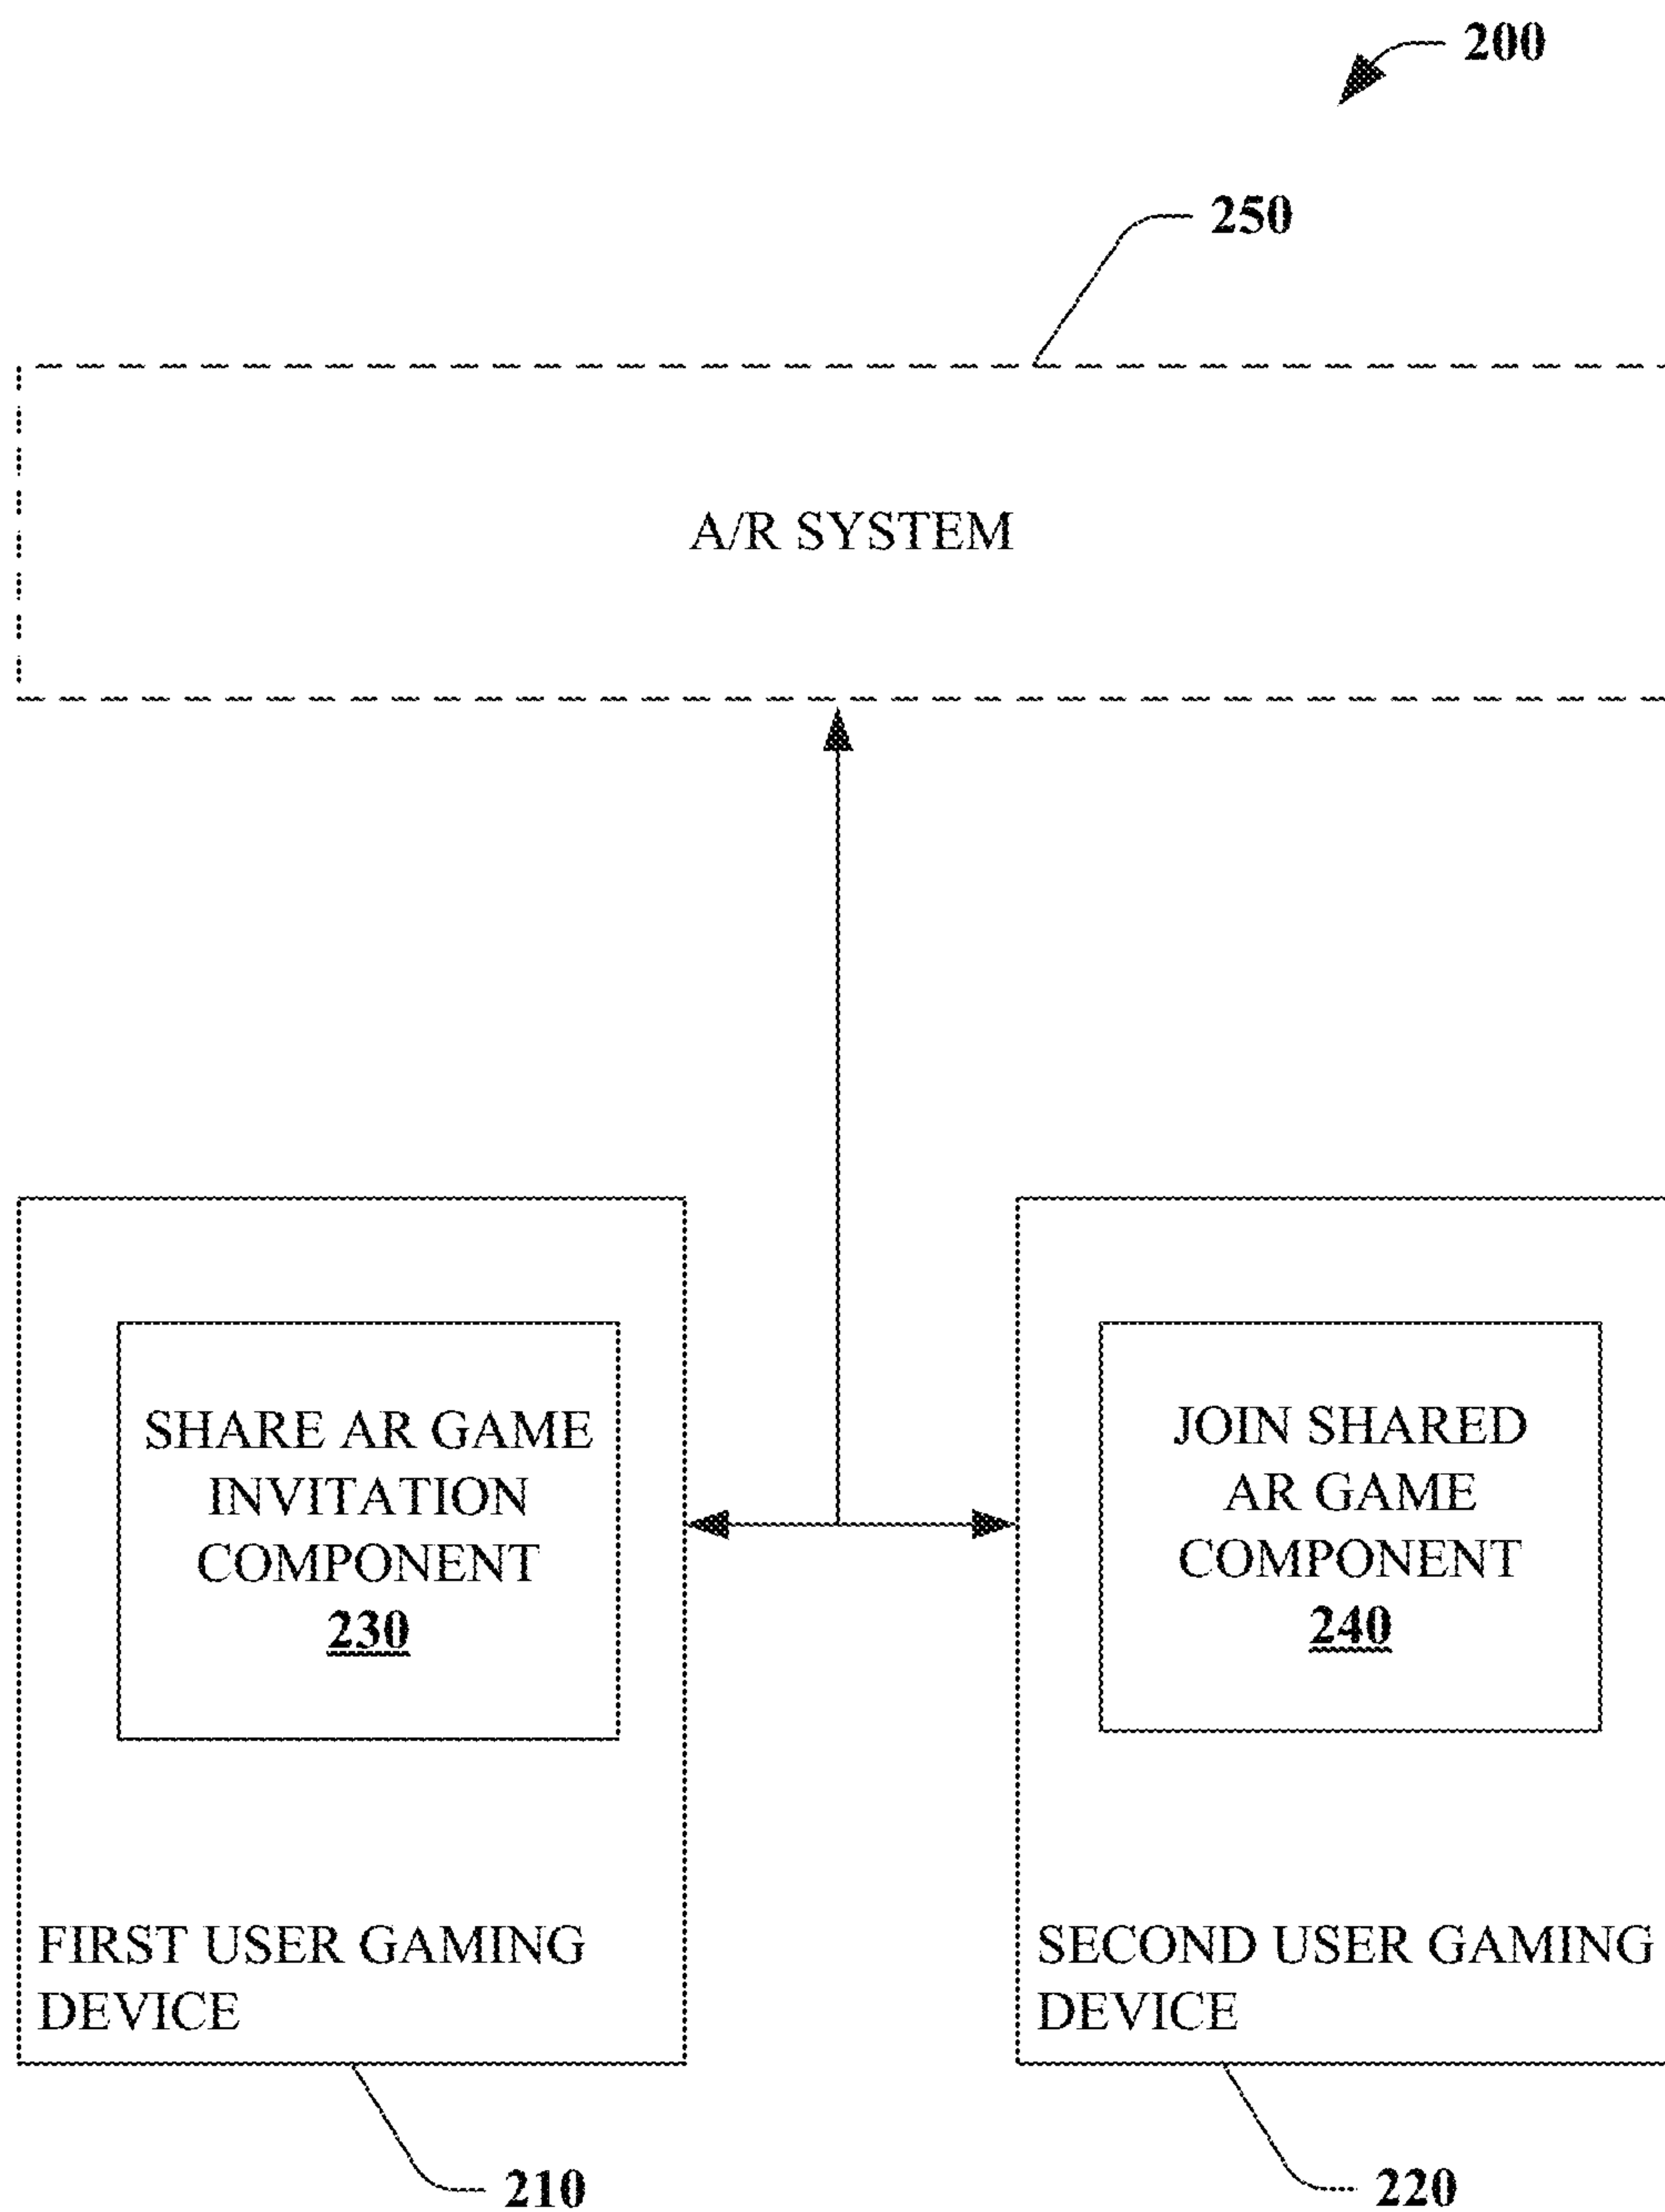 200
250
A/R SYSTEM
SHARE AR GAME
INVITATION
COMPONENT
230
JOIN SHARED
AR GAME
COMPONENT
240
FIRST USER GAMING
DEVICE
SECOND USER GAMING
DEVICE
210
220